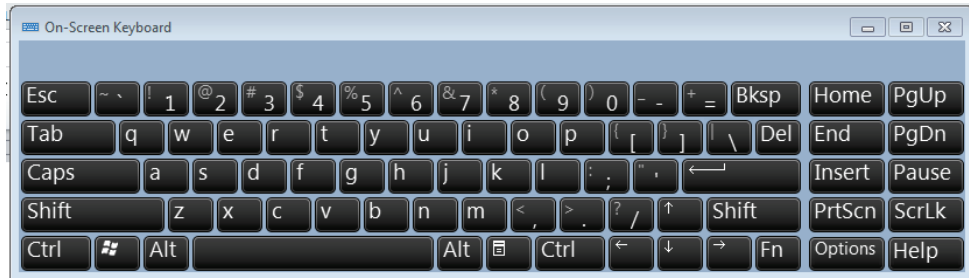 On-Screen Keyboard
Esc ~ ` ! 1 @ 2 # 3 $ 4 % 5 ^ 6 & 7 * 8 ( 9 ) 0 _ - + = Bksp Home PgUp
Tab q w e r t y u i o p { [ } ] | \ Del End PgDn
Caps a s d f g h j k l : ; " ' Insert Pause
Shift z x c v b n m < , > . ? / ↑ Shift PrtScn ScrLk
Ctrl Alt Alt Ctrl ← ↓ → Fn Options Help